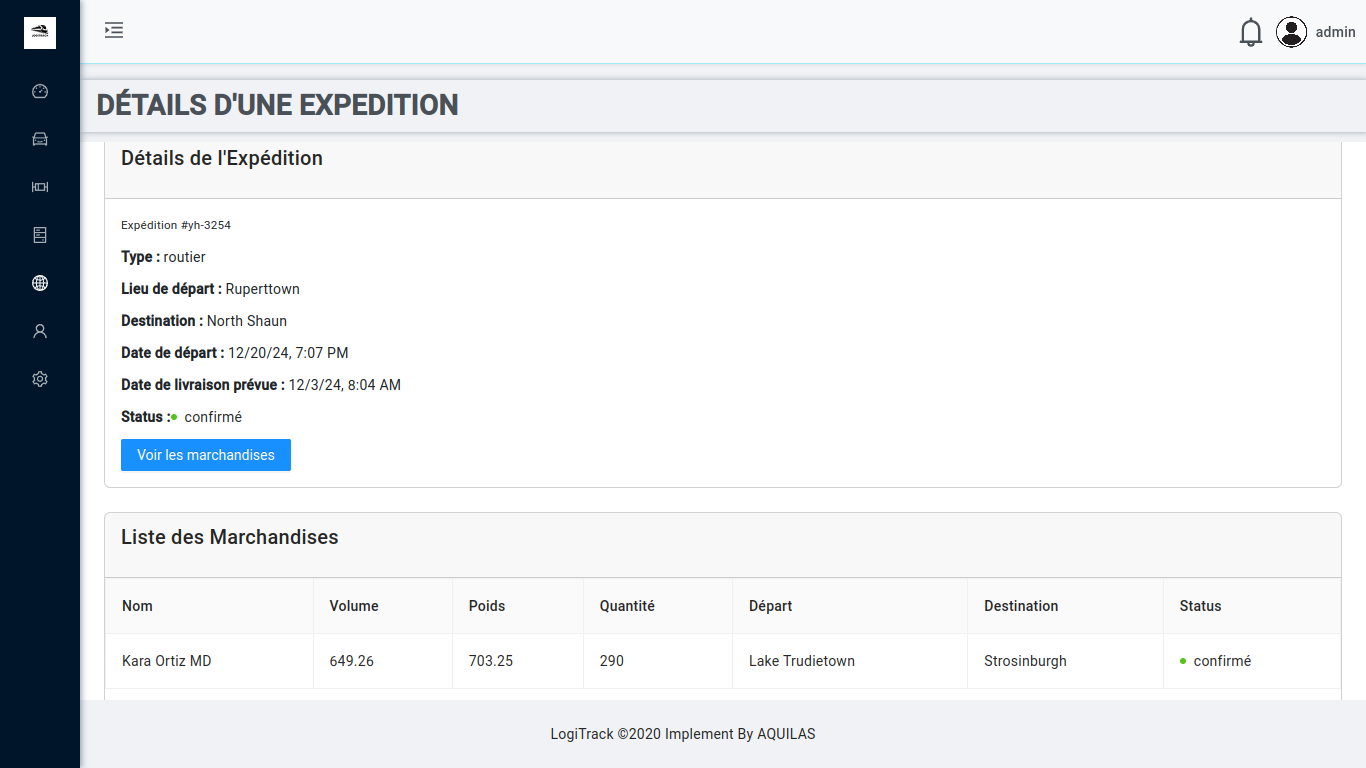 admin
DÉTAILS D'UNE EXPEDITION
Détails de l'Expédition
Expédition #yh-3254
Type : routier
Lieu de départ : Ruperttown
Destination : North Shaun
Date de départ : 12/20/24, 7:07 PM
Date de livraison prévue : 12/3/24, 8:04 AM
Status : confirmé
Voir les marchandises
Liste des Marchandises
Nom Volume Poids Quantité Départ Destination Status
Kara Ortiz MD 649.26 703.25 290 Lake Trudietown Strosinburgh confirmé
LogiTrack ©2020 Implement By AQUILAS